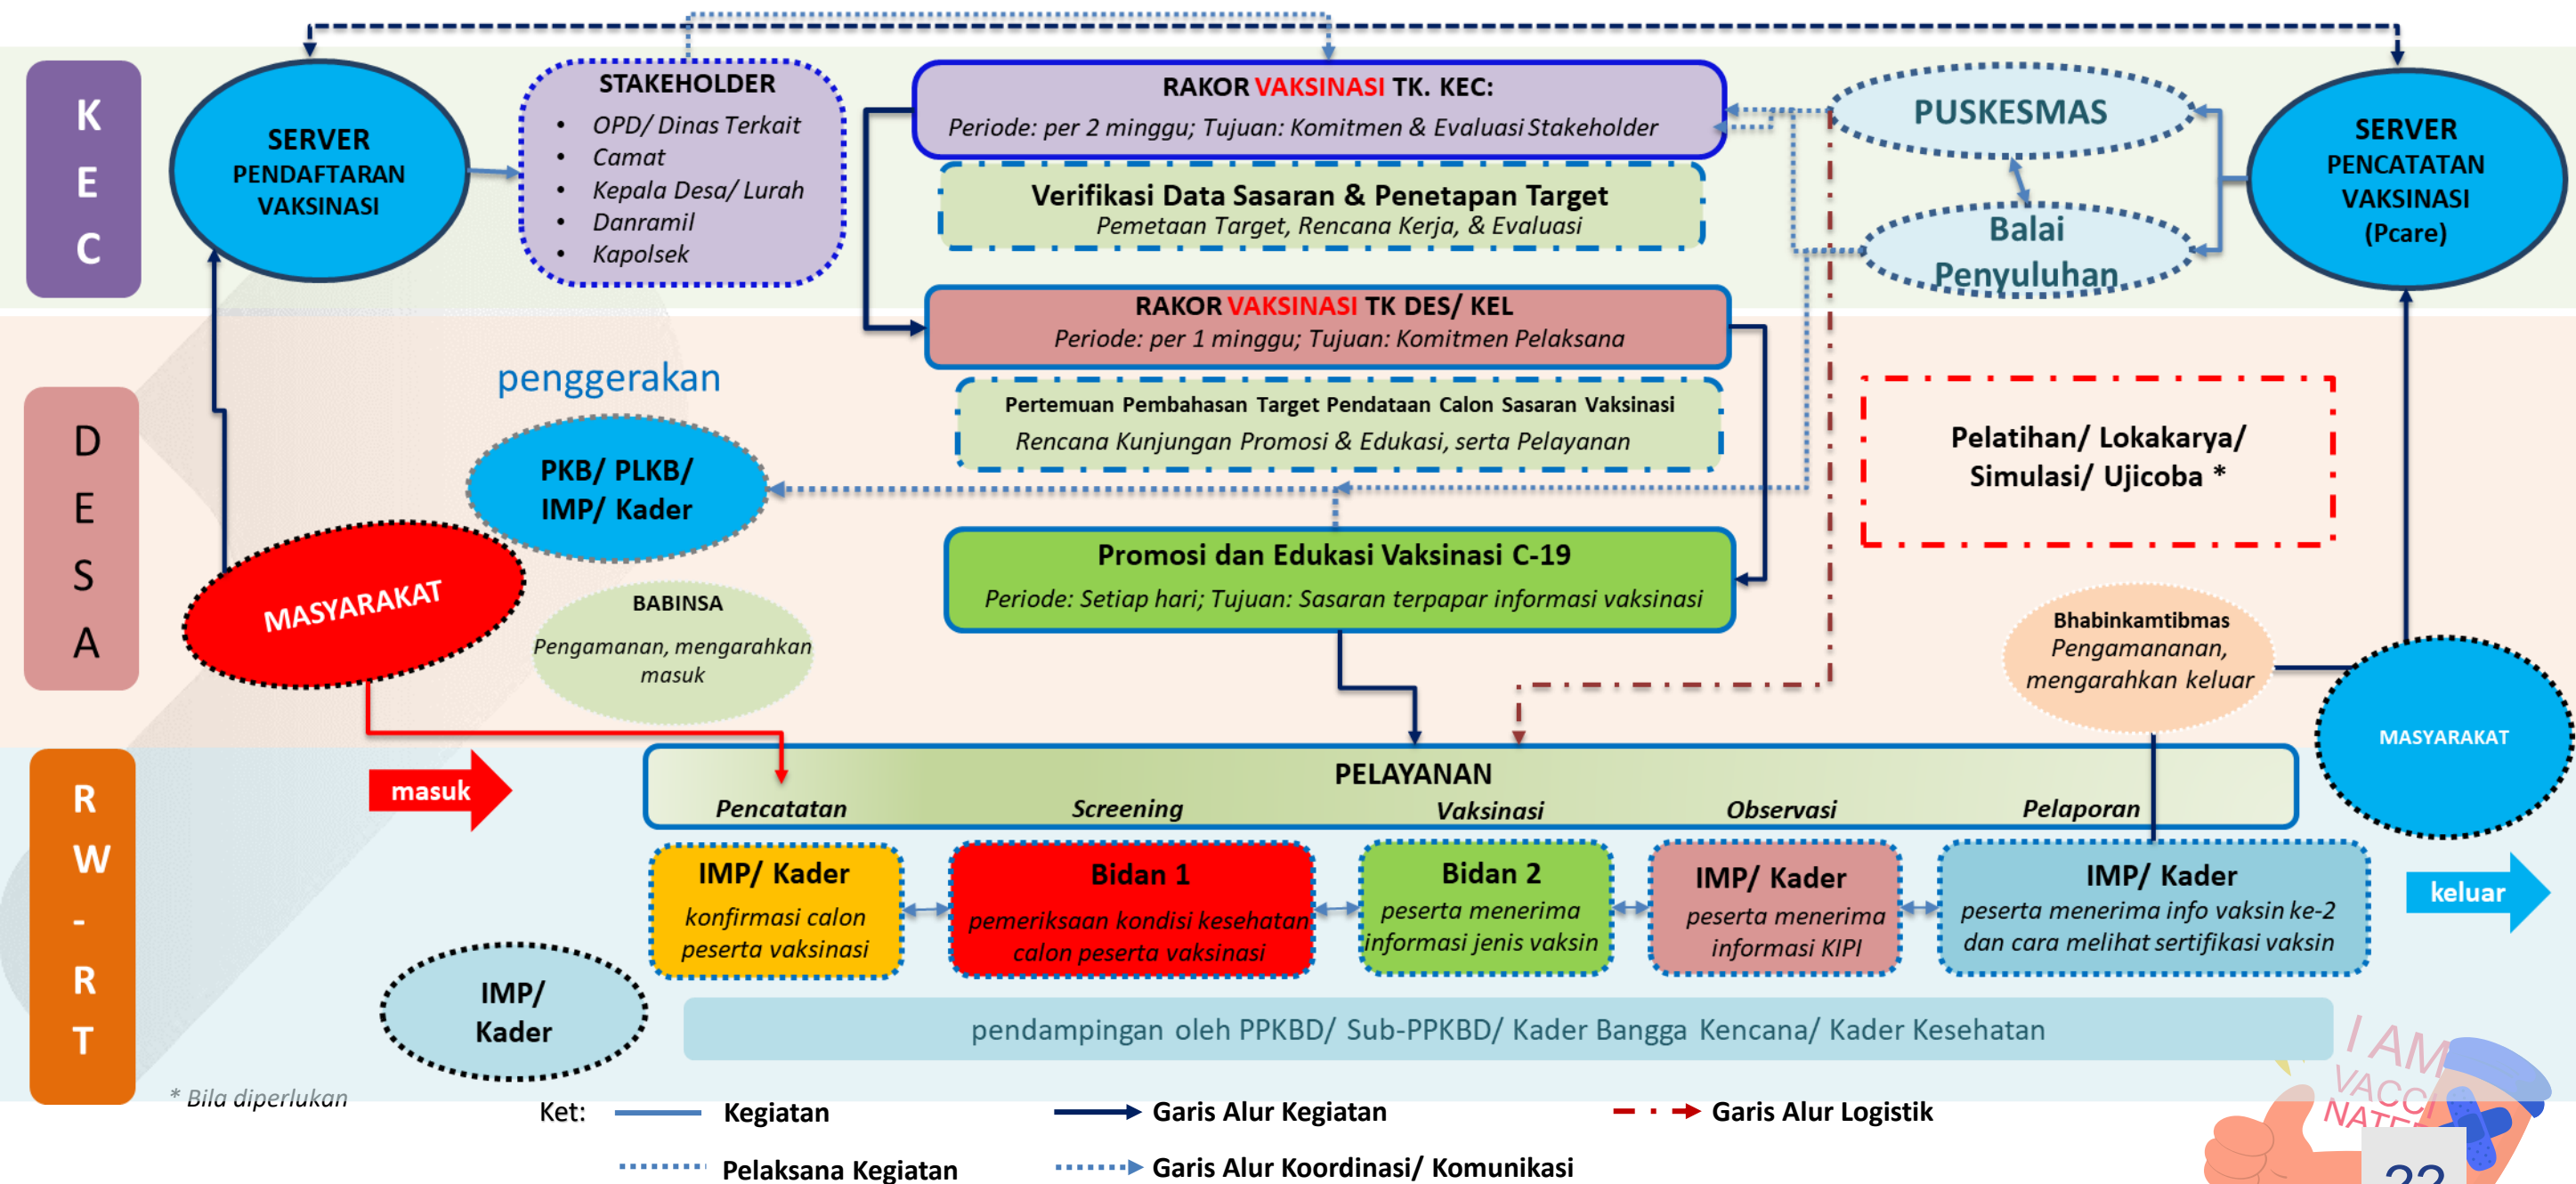 K
E
C
SERVER
PENDAFTARAN
VAKSINASI
STAKEHOLDER
• OPD/ Dinas Terkait
• Camat
• Kepala Desa/ Lurah
• Danramil
• Kapolsek
RAKOR VAKSINASI TK. KEC:
Periode: per 2 minggu; Tujuan: Komitmen & Evaluasi Stakeholder
Verifikasi Data Sasaran & Penetapan Target
Pemetaan Target, Rencana Kerja, & Evaluasi
PUSKESMAS
Balai
Penyuluhan
SERVER
PENCATATAN
VAKSINASI
(Pcare)
D
E
S
A
RAKOR VAKSINASI TK DES/ KEL
Periode: per 1 minggu; Tujuan: Komitmen Pelaksana
penggerakan
Pertemuan Pembahasan Target Pendataan Calon Sasaran Vaksinasi
Rencana Kunjungan Promosi & Edukasi, serta Pelayanan
PKB/ PLKB/
IMP/ Kader
Pelatihan/ Lokakarya/
Simulasi/ Ujicoba *
MASYARAKAT
BABINSA
Pengamanan, mengarahkan
masuk
Promosi dan Edukasi Vaksinasi C-19
Periode: Setiap hari; Tujuan: Sasaran terpapar informasi vaksinasi
Bhabinkamtibmas
Pengamananan,
mengarahkan keluar
MASYARAKAT
R
W
-
R
T
masuk
PELAYANAN
Pencatatan Screening Vaksinasi Observasi Pelaporan
IMP/ Kader
konfirmasi calon
peserta vaksinasi
Bidan 1
pemeriksaan kondisi kesehatan
calon peserta vaksinasi
Bidan 2
peserta menerima
informasi jenis vaksin
IMP/ Kader
peserta menerima
informasi KIPI
IMP/ Kader
peserta menerima info vaksin ke-2
dan cara melihat sertifikasi vaksin
keluar
IMP/
Kader
pendampingan oleh PPKBD/ Sub-PPKBD/ Kader Bangga Kencana/ Kader Kesehatan
* Bila diperlukan
Ket: Kegiatan Garis Alur Kegiatan Garis Alur Logistik
Pelaksana Kegiatan Garis Alur Koordinasi/ Komunikasi
I AM
VACCI
22